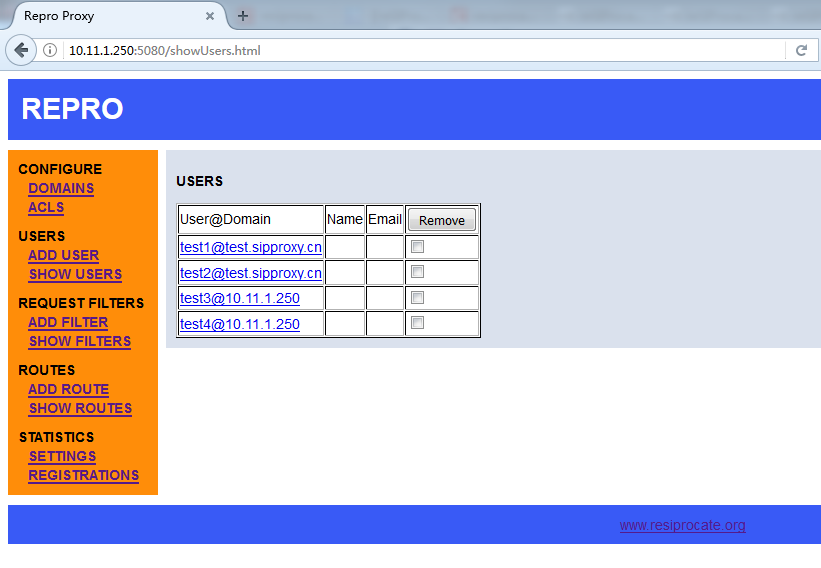 Repro Proxy
10.11.1.250:5080/showUsers.html
REPRO
CONFIGURE
DOMAINS
ACLS
USERS
ADD USER
SHOW USERS
REQUEST FILTERS
ADD FILTER
SHOW FILTERS
ROUTES
ADD ROUTE
SHOW ROUTES
STATISTICS
SETTINGS
REGISTRATIONS
USERS
User@Domain Name Email Remove
test1@test.sipproxy.cn
test2@test.sipproxy.cn
test3@10.11.1.250
test4@10.11.1.250
www.resiprocate.org